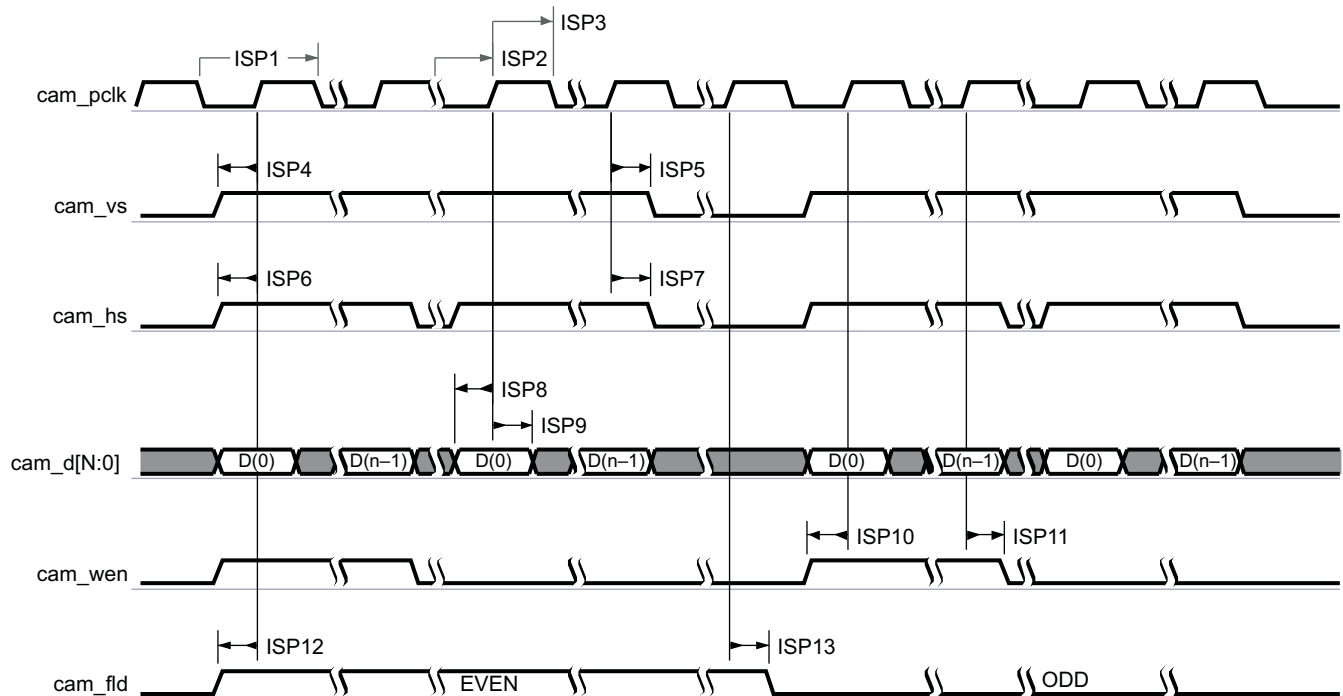 ISP3
ISP1
ISP2
cam_pclk
ISP4
ISP5
cam_vs
ISP6
ISP7
cam_hs
ISP8
ISP9
cam_d[N:0]
D(0)
D(n–1)
D(0)
D(n–1)
D(0)
D(n–1)
D(0)
D(n–1)
ISP10
ISP11
cam_wen
ISP12
ISP13
cam_fld
EVEN
ODD